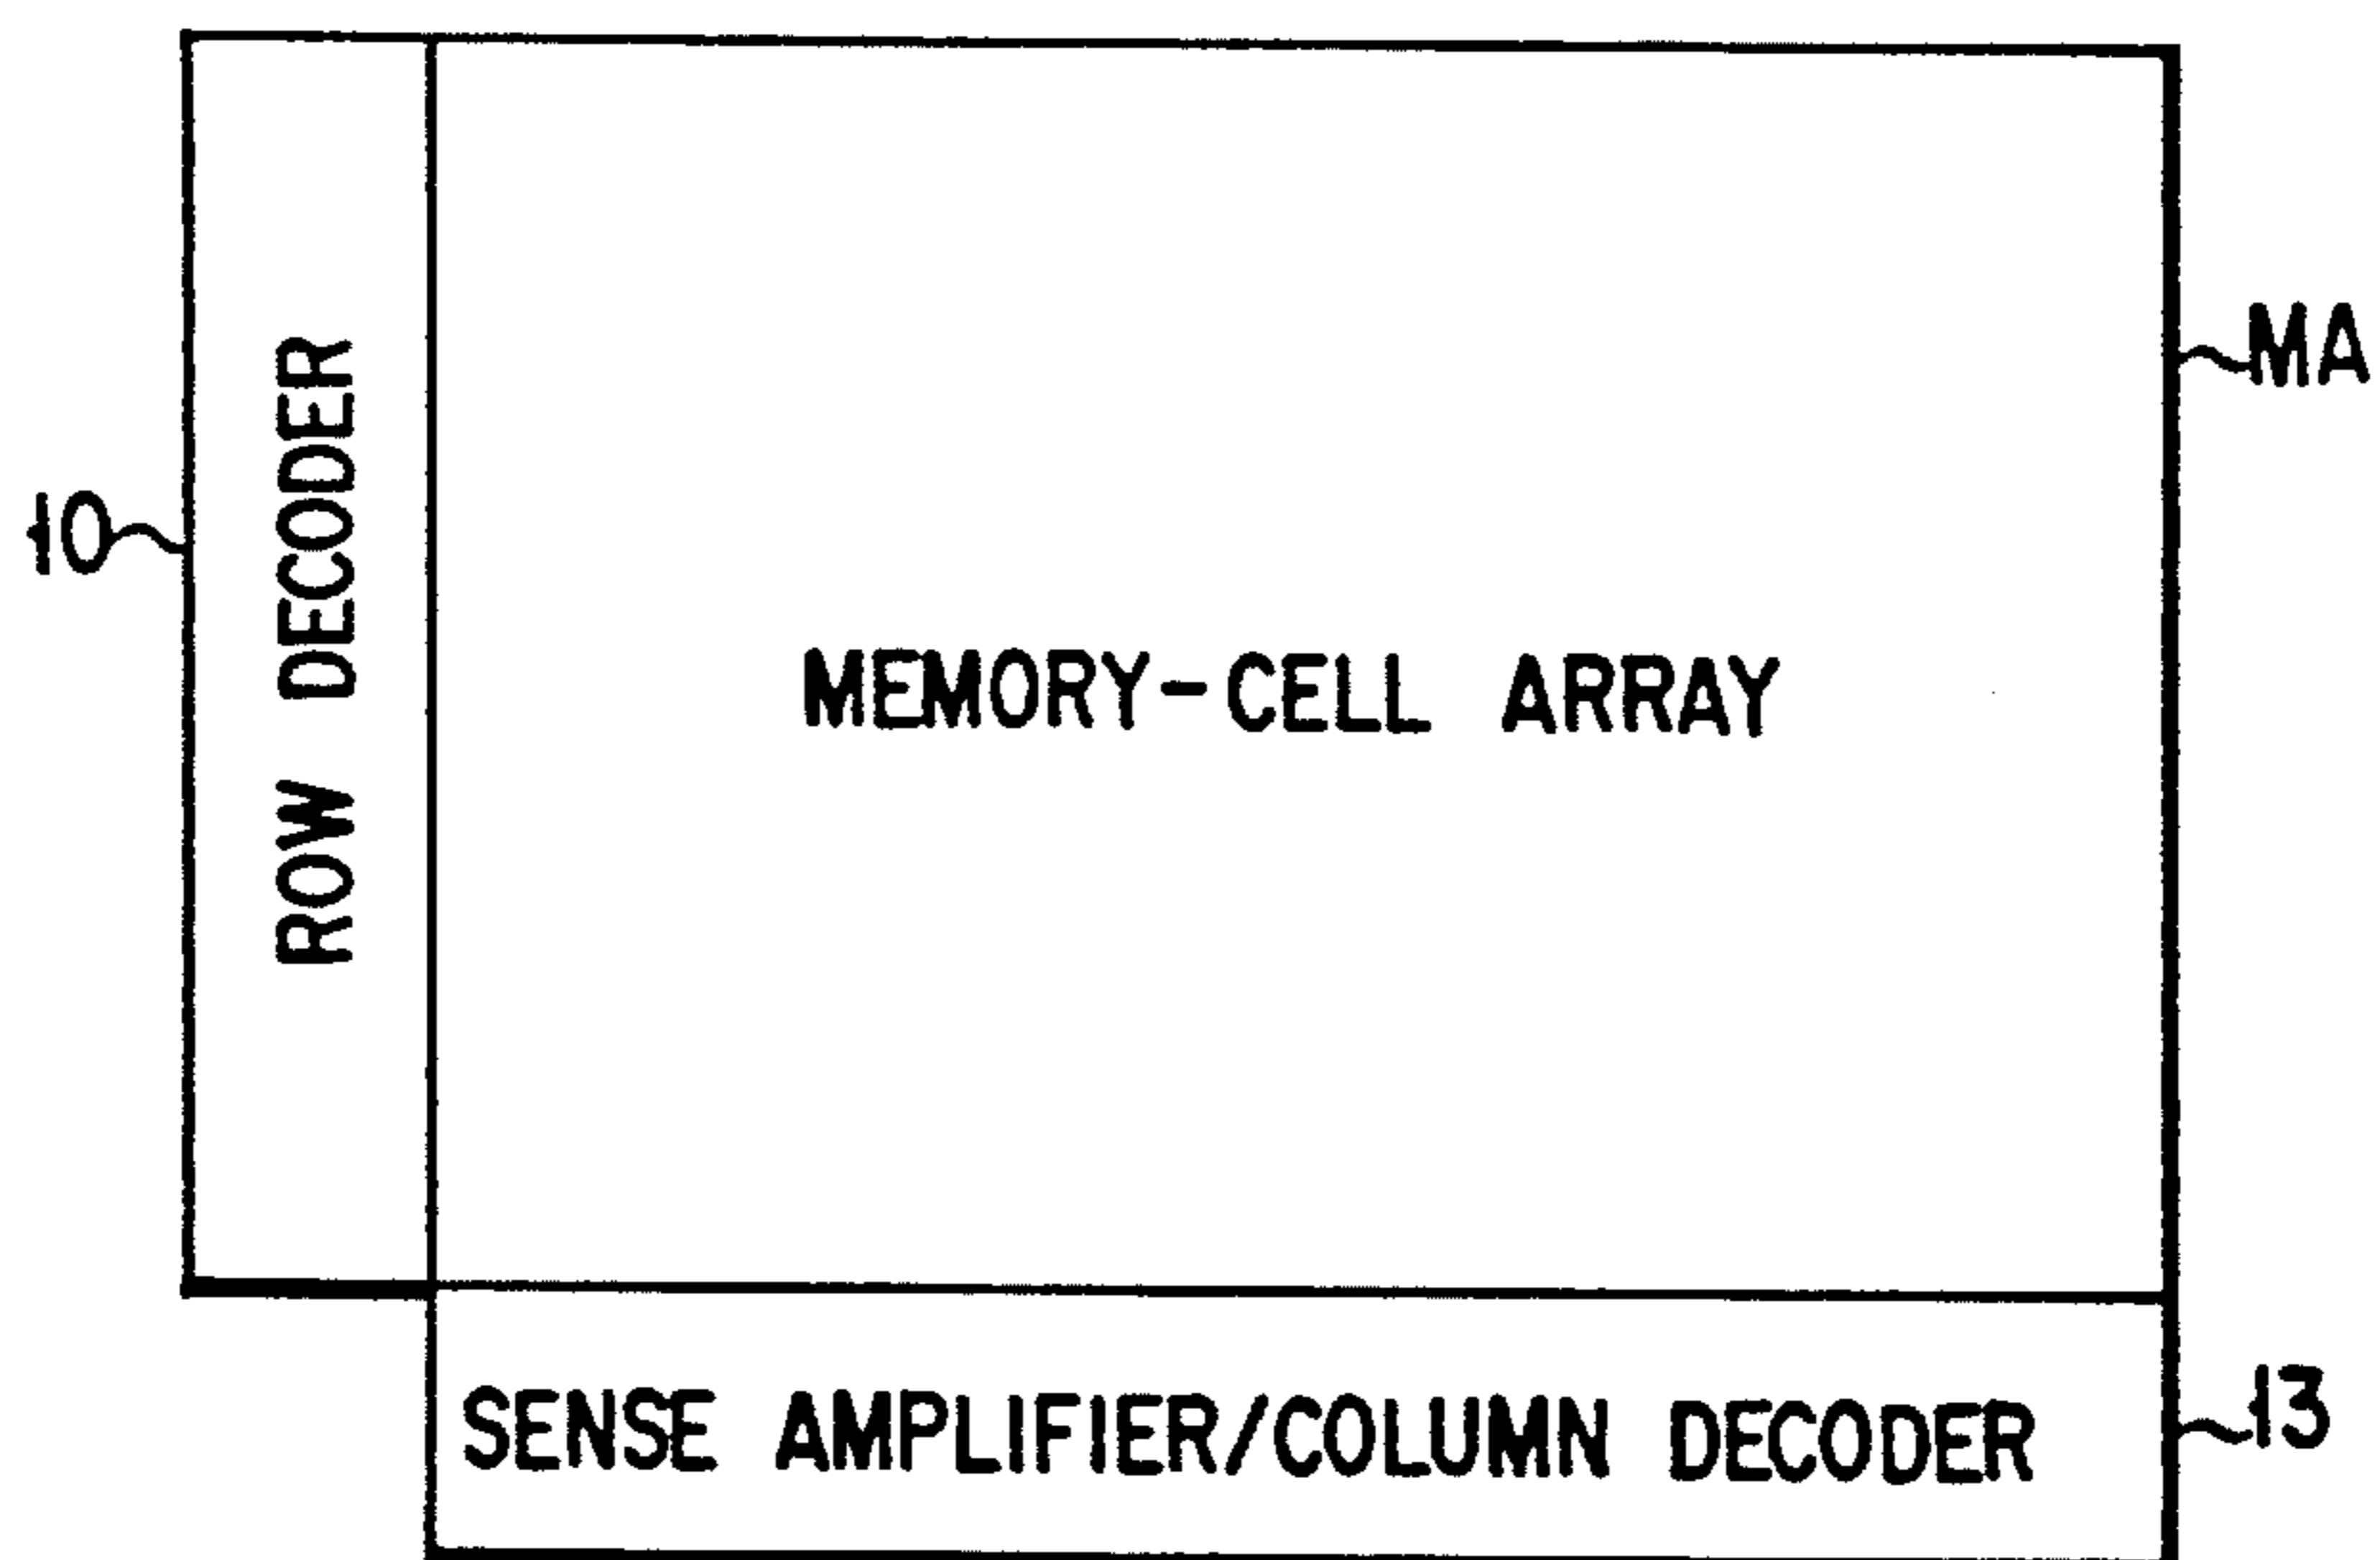 MA
10
ROW DECODER
MEMORY-CELL ARRAY
SENSE AMPLIFIER/COLUMN DECODER
13